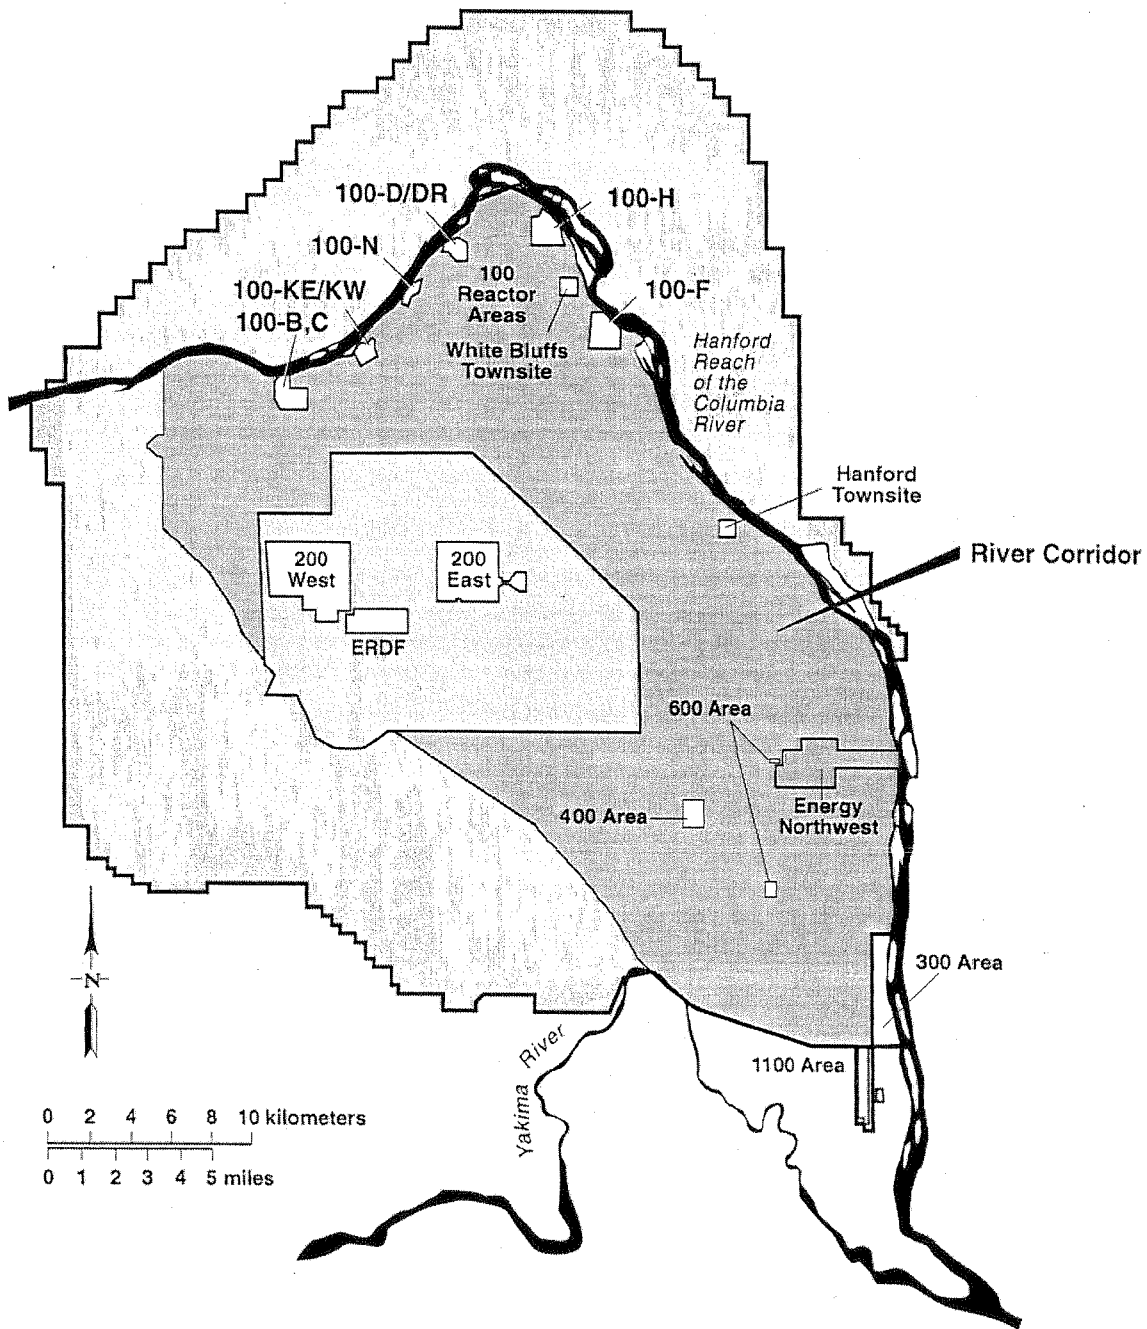 100-D/DR
100-H
100-N
100
Reactor
Areas
100-KE/KW
100-F
100-B,C
White Bluffs
Townsite
Hanford
Reach
of the
Columbia
River
Hanford
Townsite
River Corridor
200
West
200
East
ERDF
600 Area
400 Area
Energy
Northwest
N
300 Area
1100 Area
Yakima River
0 2 4 6 8 10 kilometers
0 1 2 3 4 5 miles